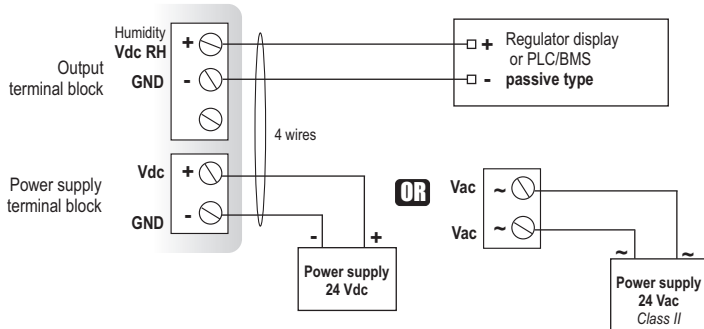 Output
terminal block
Humidity
Vdc RH
GND
+
-
+
-
Regulator display
or PLC/BMS
passive type
4 wires
Power supply
terminal block
Vdc
GND
+
-
-
+
Power supply
24 Vdc
OR
Vac
Vac
~
~
~
~
Power supply
24 Vac
Class II